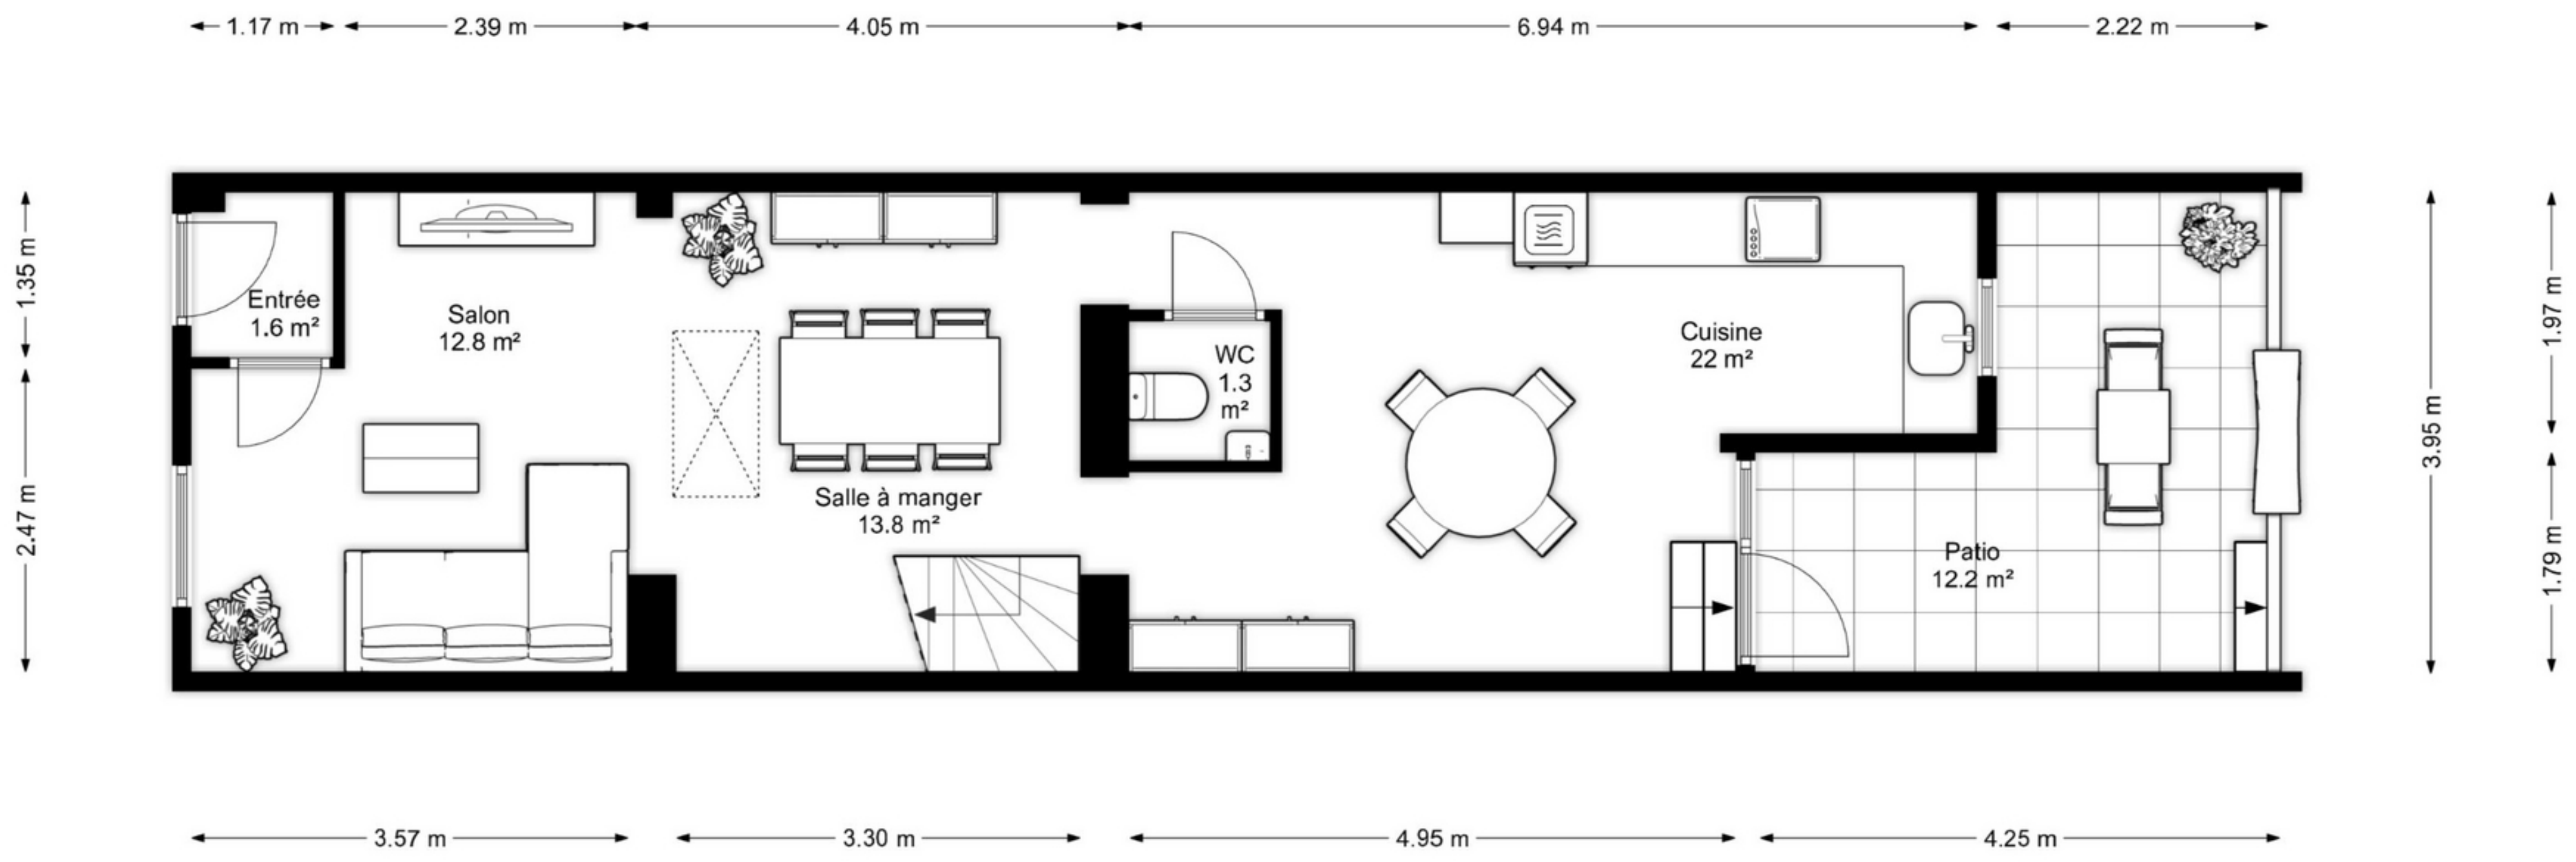 1.17 m
2.39 m
4.05 m
6.94 m
2.22 m
1.35 m
2.47 m
Entrée
1.6 m²
Salon
12.8 m²
Salle à manger
13.8 m²
WC
1.3
m²
Cuisine
22 m²
Patio
12.2 m²
3.95 m
1.97 m
1.79 m
3.57 m
3.30 m
4.95 m
4.25 m